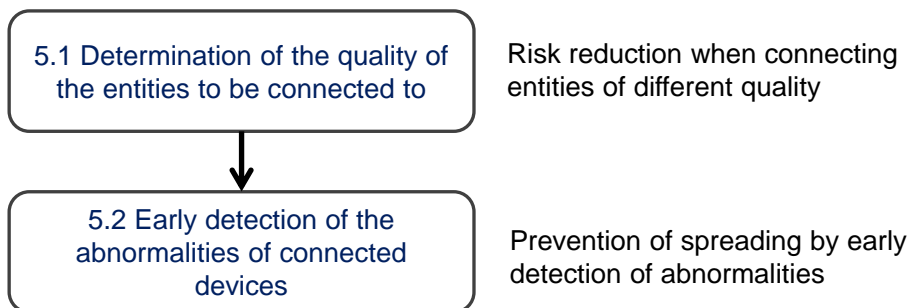 5.1 Determination of the quality of
the entities to be connected to
Risk reduction when connecting
entities of different quality
5.2 Early detection of the
abnormalities of connected
devices
Prevention of spreading by early
detection of abnormalities